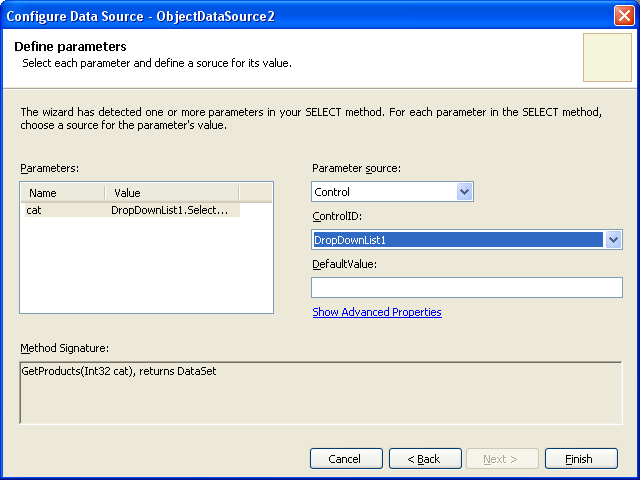 Configure Data Source - ObjectDataSource2
Define parameters
Select each parameter and define a soruce for its value.
The wizard has detected one or more parameters in your SELECT method. For each parameter in the SELECT method,
choose a source for the parameter's value.
Parameters:
Name Value
cat DropDownList1.Select...
Parameter source:
Control
ControlID:
DropDownList1
DefaultValue:
Show Advanced Properties
Method Signature:
GetProducts(Int32 cat), returns DataSet
Cancel < Back Next > Finish